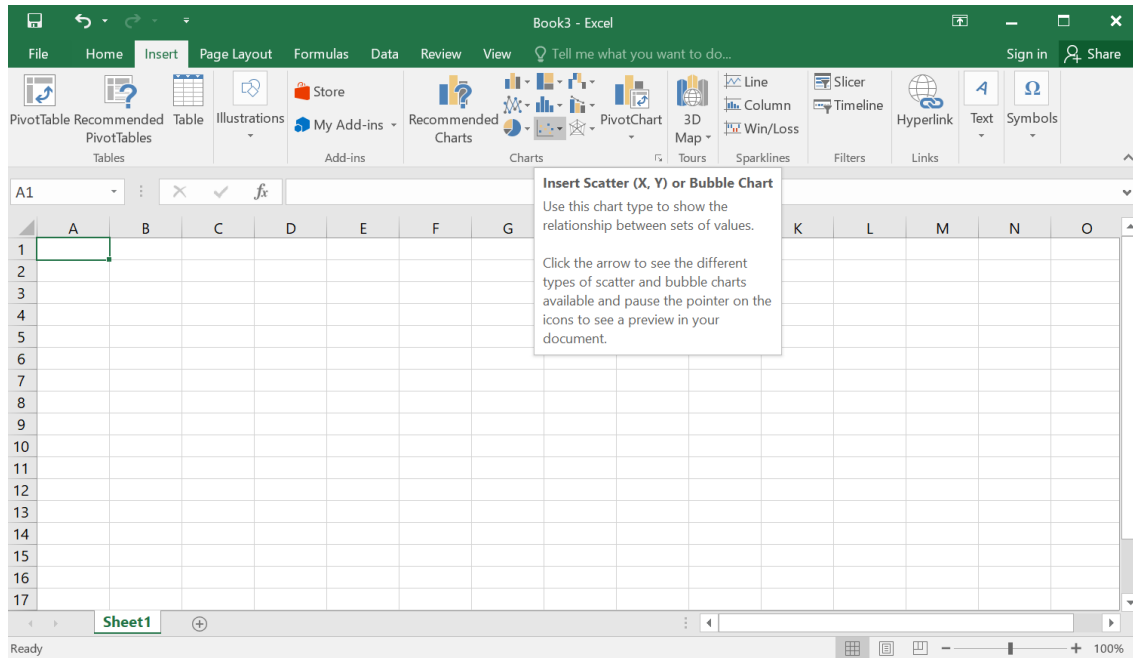 Book3 - Excel
File Home Insert Page Layout Formulas Data Review View Tell me what you want to do... Sign in Share
PivotTable
Recommended
PivotTables
Table
Tables
Illustrations
Store
My Add-ins
Add-ins
Recommended
Charts
PivotChart
Charts
3D
Map
Tours
Line
Column
Win/Loss
Sparklines
Slicer
Timeline
Filters
Hyperlink
Links
A
Text
Ω
Symbols
A1 fx
Insert Scatter (X, Y) or Bubble Chart
Use this chart type to show the
relationship between sets of values.
Click the arrow to see the different
types of scatter and bubble charts
available and pause the pointer on the
icons to see a preview in your
document.
A B C D E F G K L M N O
1
2
3
4
5
6
7
8
9
10
11
12
13
14
15
16
17
Sheet1
Ready 100%